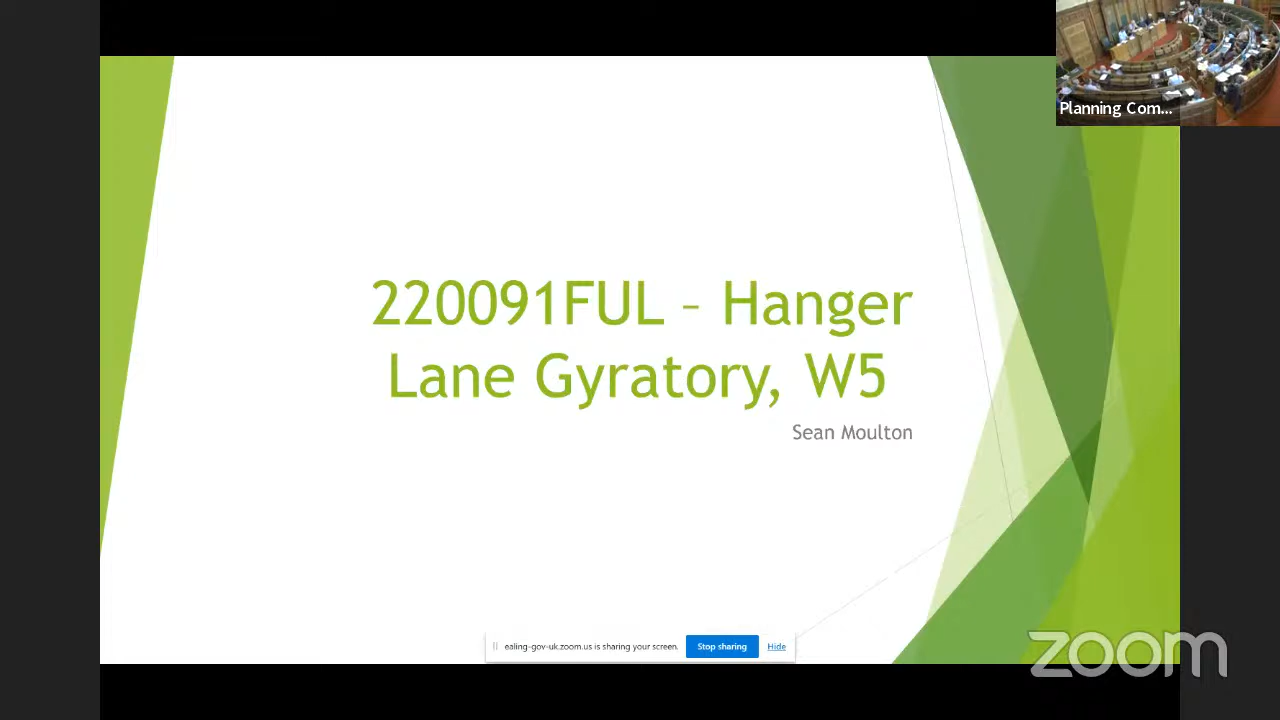 Planning Com...
220091FUL – Hanger
Lane Gyratory, W5
Sean Moulton
ealing-gov-uk.zoom.us is sharing your screen.
Stop sharing
Hide
zoom